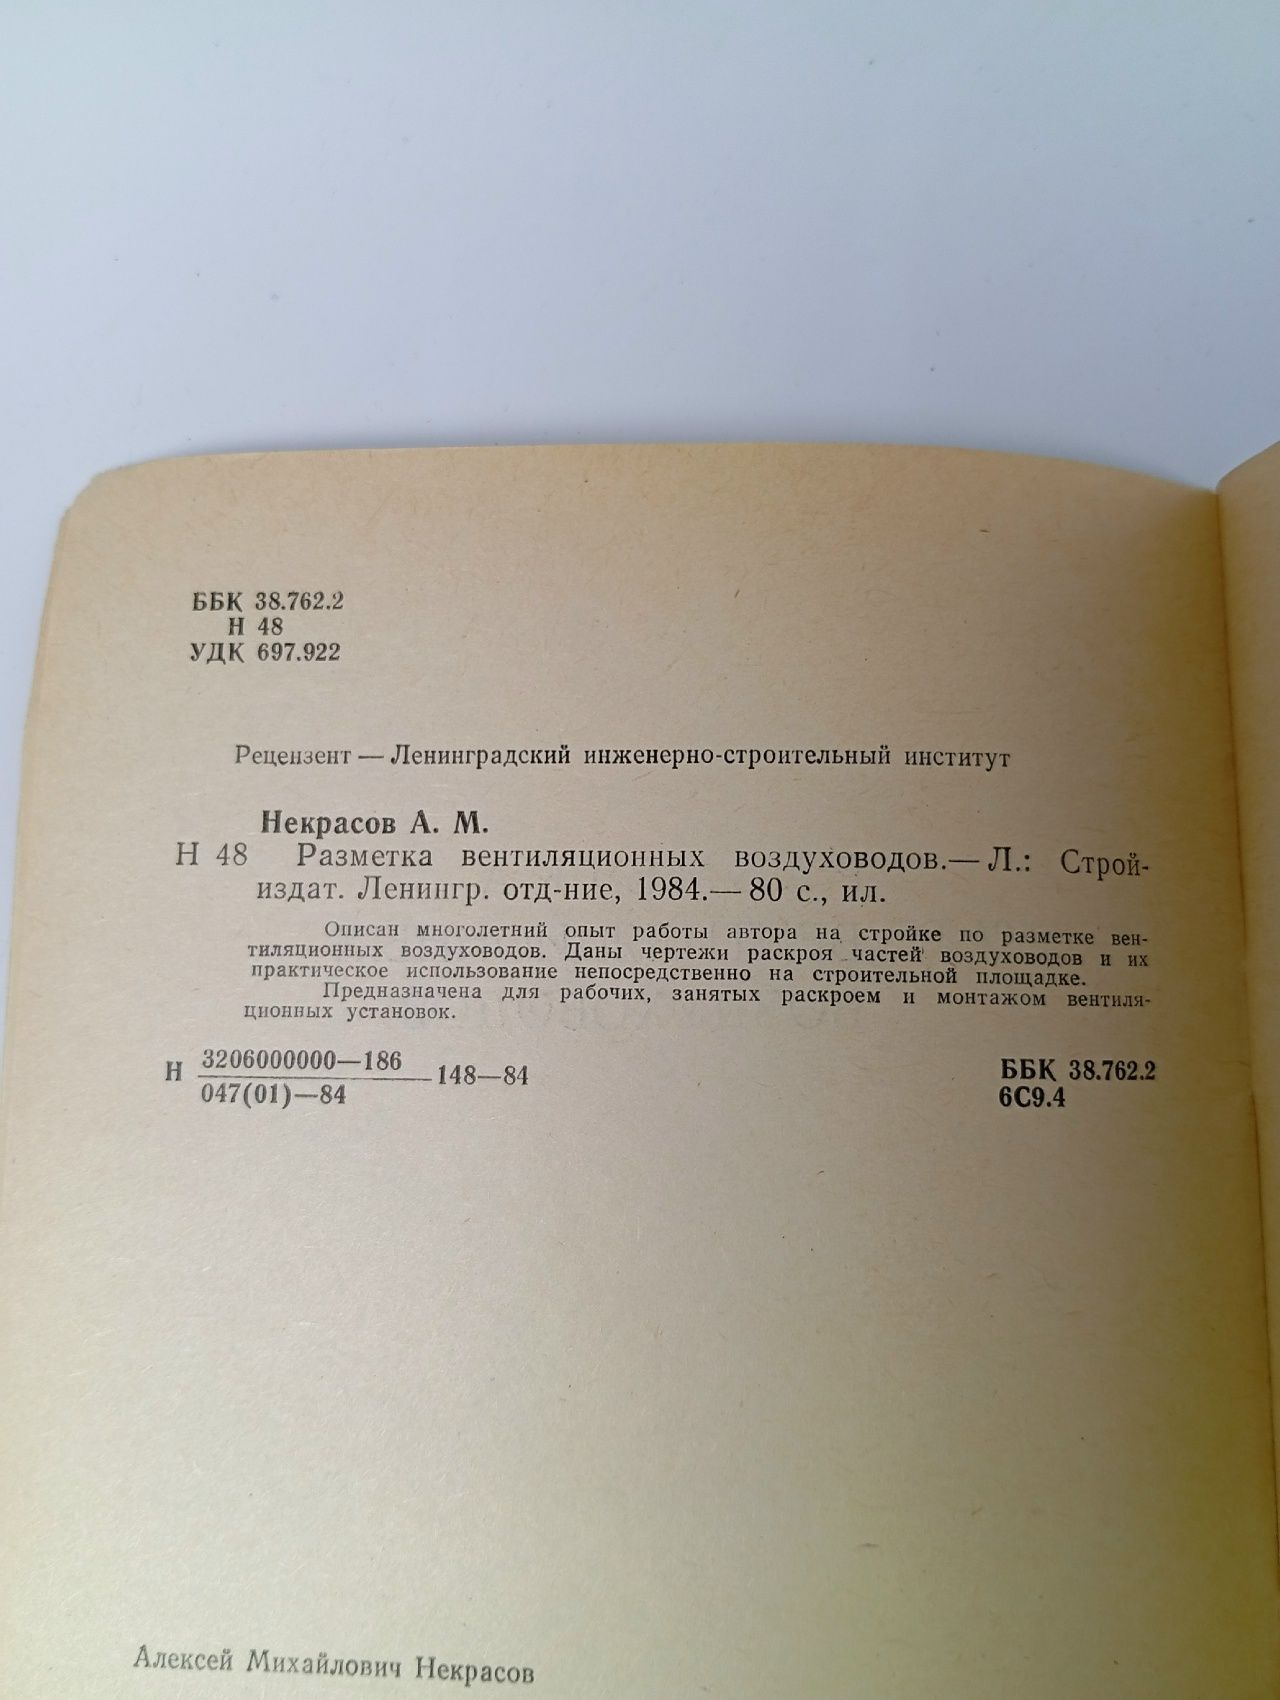 ББК 38.762.2
Н 48
УДК 697.922
Рецензент — Ленинградский инженерно-строительный институт
Некрасов А. М.
Н 48 Разметка вентиляционных воздуховодов.— Л.: Строй-
издат. Ленингр. отд-ние, 1984.— 80 с., ил.
Описан многолетний опыт работы автора на стройке по разметке вен-
тиляционных воздуховодов. Даны чертежи раскроя частей воздуховодов и их
практическое использование непосредственно на строительной площадке.
Предназначена для рабочих, занятых раскроем и монтажом вентиля-
ционных установок.
Н 3206000000—186
047(01)—84
148—84
ББК 38.762.2
6С9.4
Алексей Михайлович Некрасов